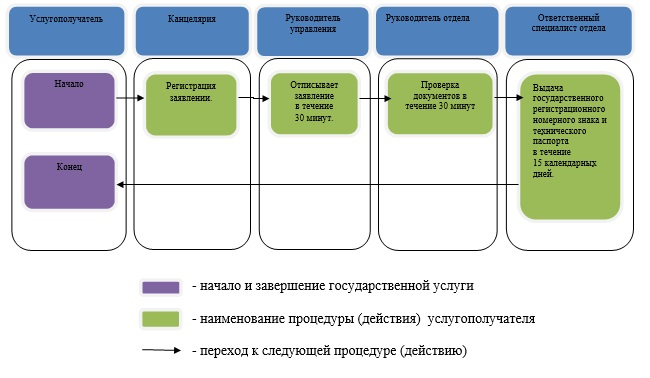 Услугополучатель
Канцелярия
Руководитель
управления
Руководитель отдела
Ответственный
специалист отдела
Начало
Регистрация
заявлении.
Отписывает
заявление
в течение
30 минут.
Проверка
документов в
течение 30 минут
Выдача
государственного
регистрационного
номерного знака и
технического
паспорта
в течение
15 календарных
дней.
Конец
- начало и завершение государственной услуги
- наименование процедуры (действия) услугополучателя
- переход к следующей процедуре (действию)